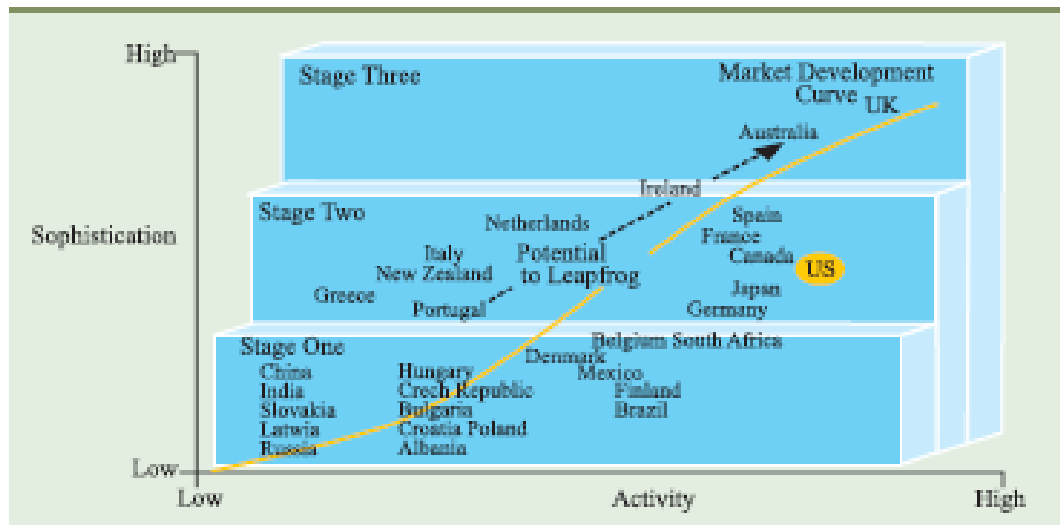 High
Stage Three
Market Development
Curve
UK
Australia
Ireland
Stage Two
Netherlands
Spain
France
Sophistication
Italy
Potential
Canada
US
New Zealand
to Leapfrog
Greece
Japan
Portugal
Germany
Stage One
Belgium South Africa
Denmark
China
Hungary
Mexico
India
Crech Republic
Finland
Slovakia
Bulgaria
Brazil
Latwia
Croatia Poland
Russia
Albania
Low
Low
Activity
High